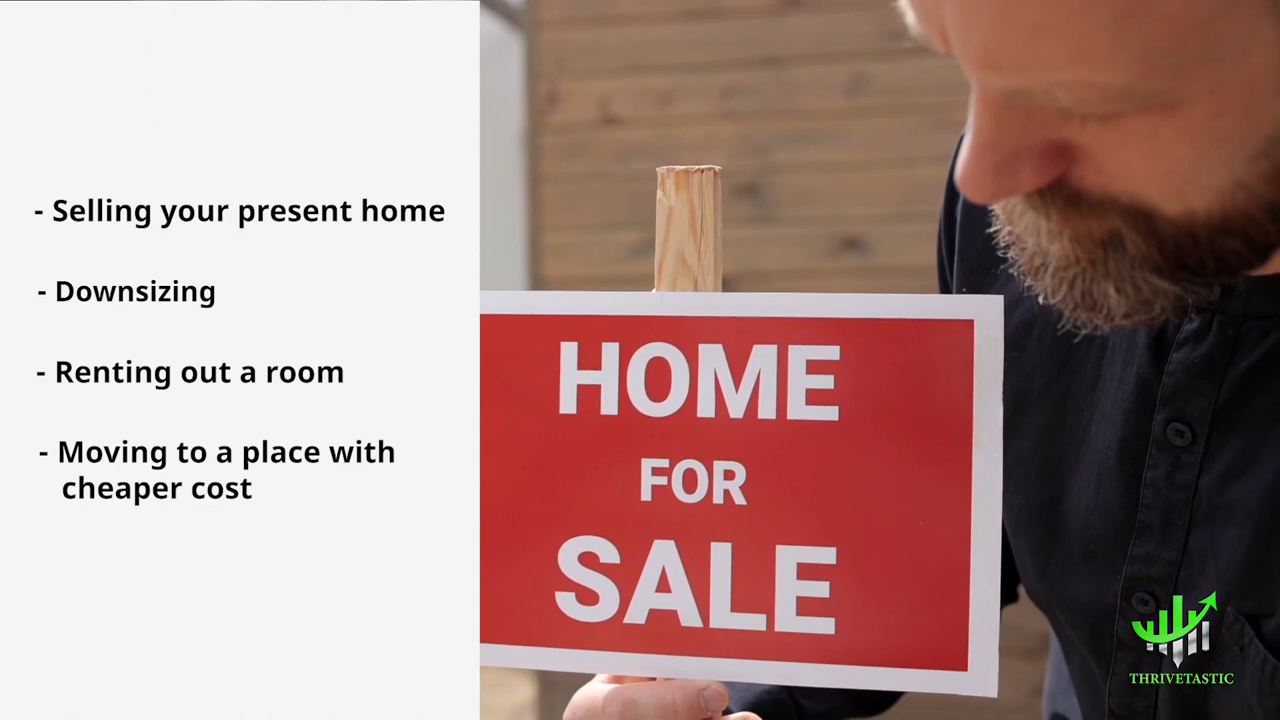 - Selling your present home
- Downsizing
- Renting out a room
- Moving to a place with
cheaper cost
HOME
FOR
SALE
THRIVETASTIC